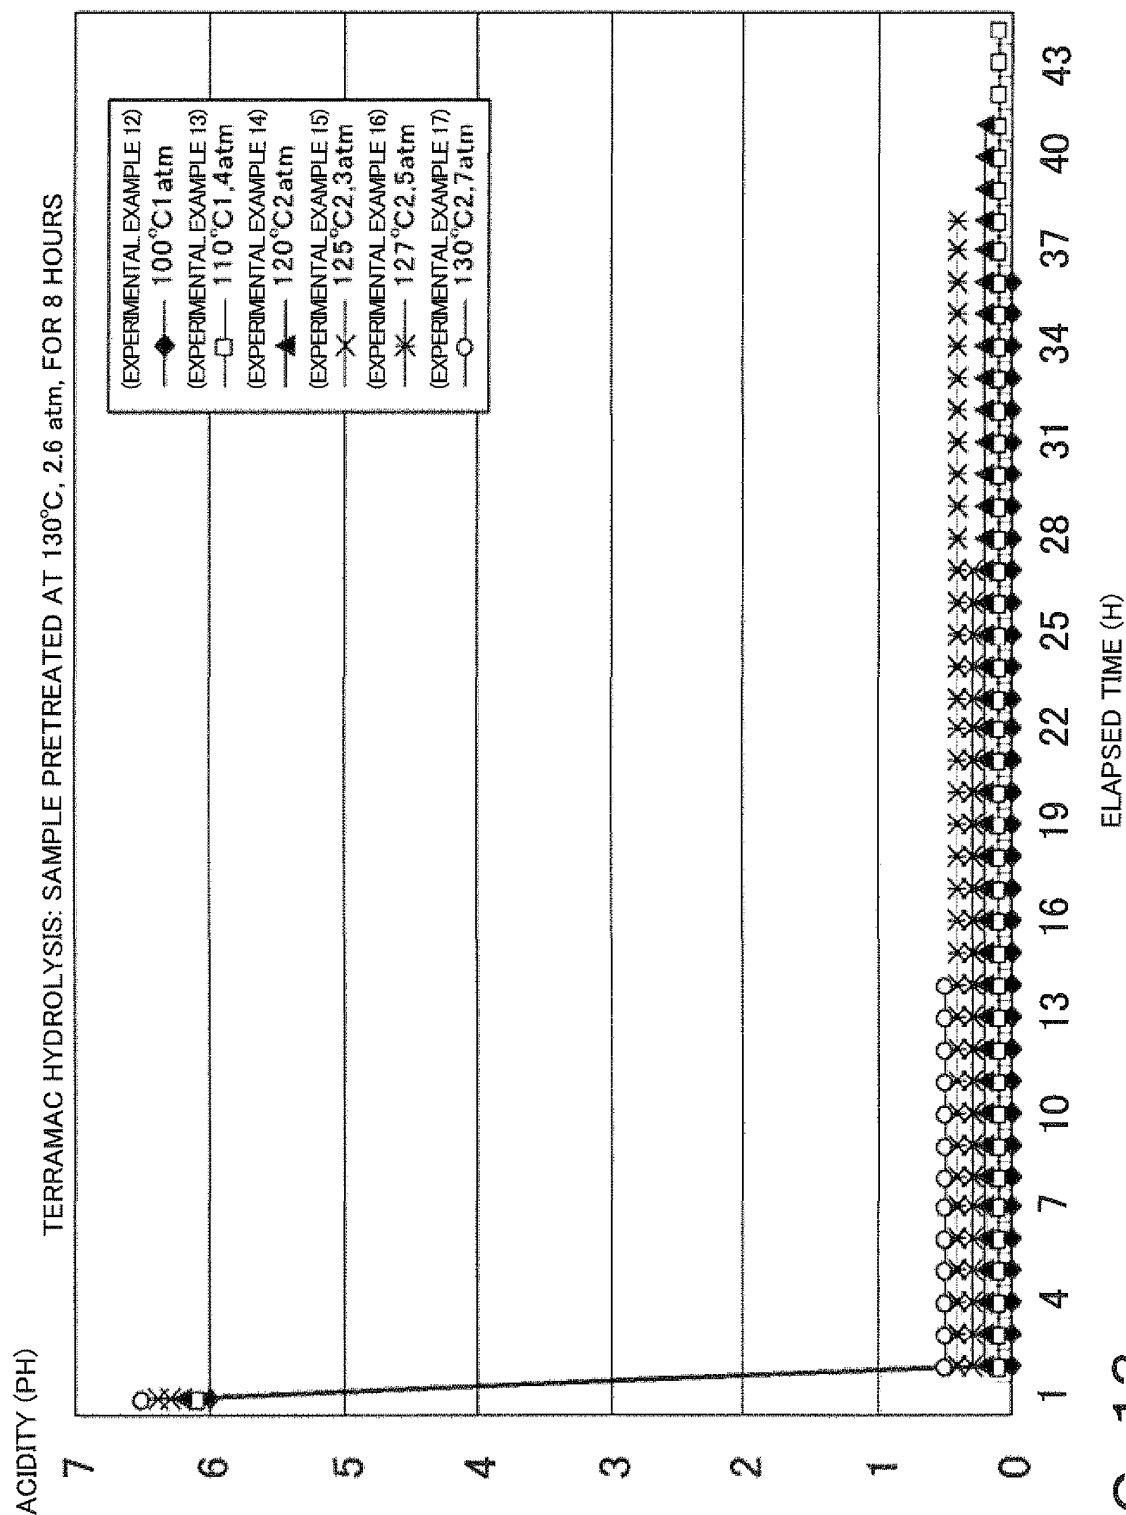 ACIDITY (PH)
TERRAMAC HYDROLYSIS: SAMPLE PRETREATED AT 130°C, 2.6 atm, FOR 8 HOURS
7
6
5
4
3
2
1
0
(EXPERIMENTAL EXAMPLE 12)
100°C1atm
(EXPERIMENTAL EXAMPLE 13)
110°C1,4atm
(EXPERIMENTAL EXAMPLE 14)
120°C2atm
(EXPERIMENTAL EXAMPLE 15)
125°C2,3atm
(EXPERIMENTAL EXAMPLE 16)
127°C2,5atm
(EXPERIMENTAL EXAMPLE 17)
130°C2,7atm
1 4 7 10 13 16 19 22 25 28 31 34 37 40 43
ELAPSED TIME (H)